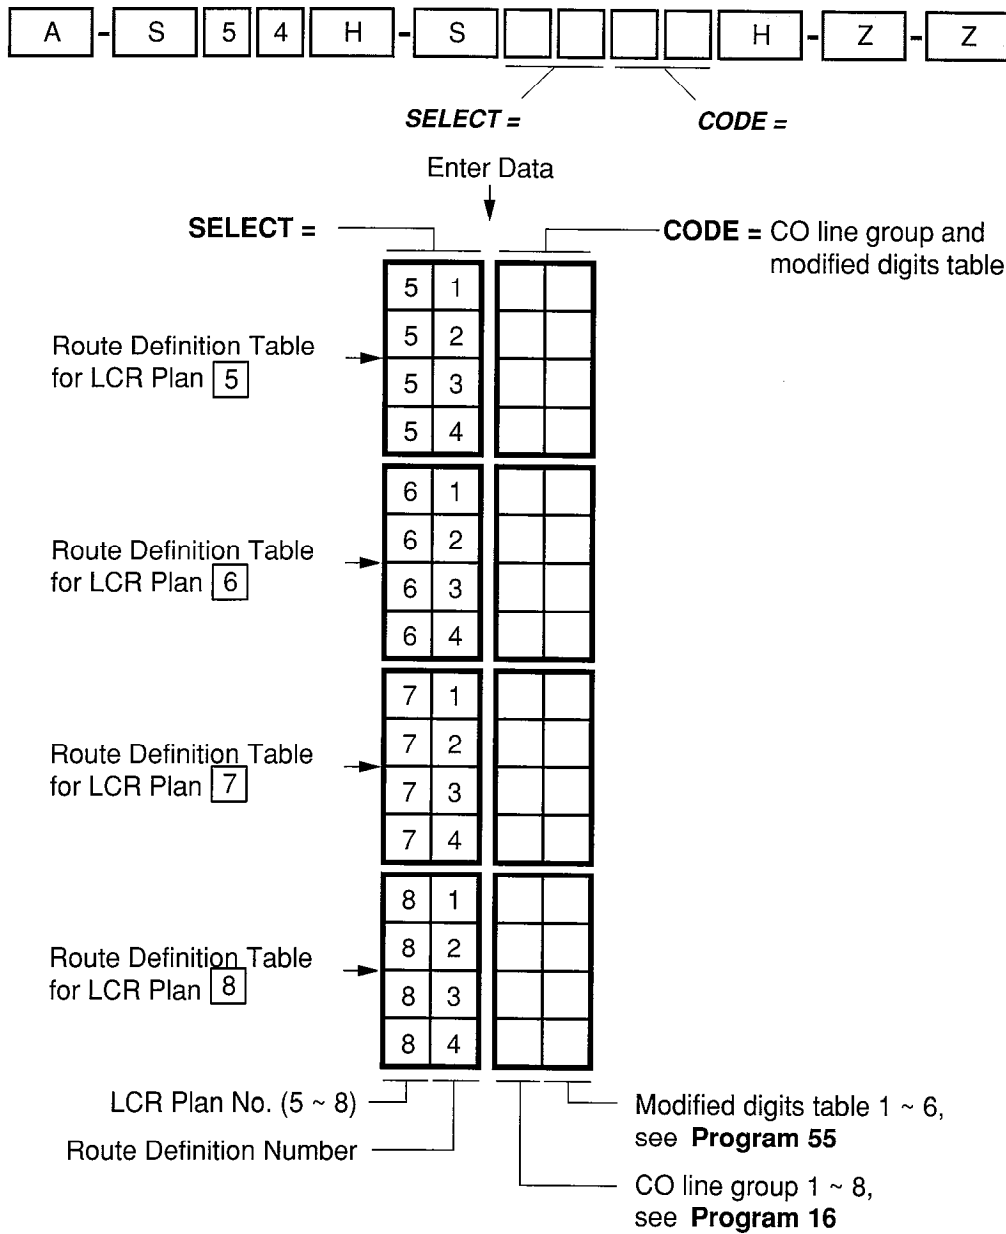 A - S 5 4 H - S H - Z - Z
SELECT = CODE =
Enter Data
SELECT = CODE = CO line group and
modified digits table
5 1
5 2
Route Definition Table
for LCR Plan 5
5 3
5 4
6 1
6 2
Route Definition Table
for LCR Plan 6
6 3
6 4
7 1
7 2
Route Definition Table
for LCR Plan 7
7 3
7 4
8 1
8 2
Route Definition Table
for LCR Plan 8
8 3
8 4
LCR Plan No. (5 ~ 8)
Route Definition Number
Modified digits table 1 ~ 6,
see Program 55
CO line group 1 ~ 8,
see Program 16